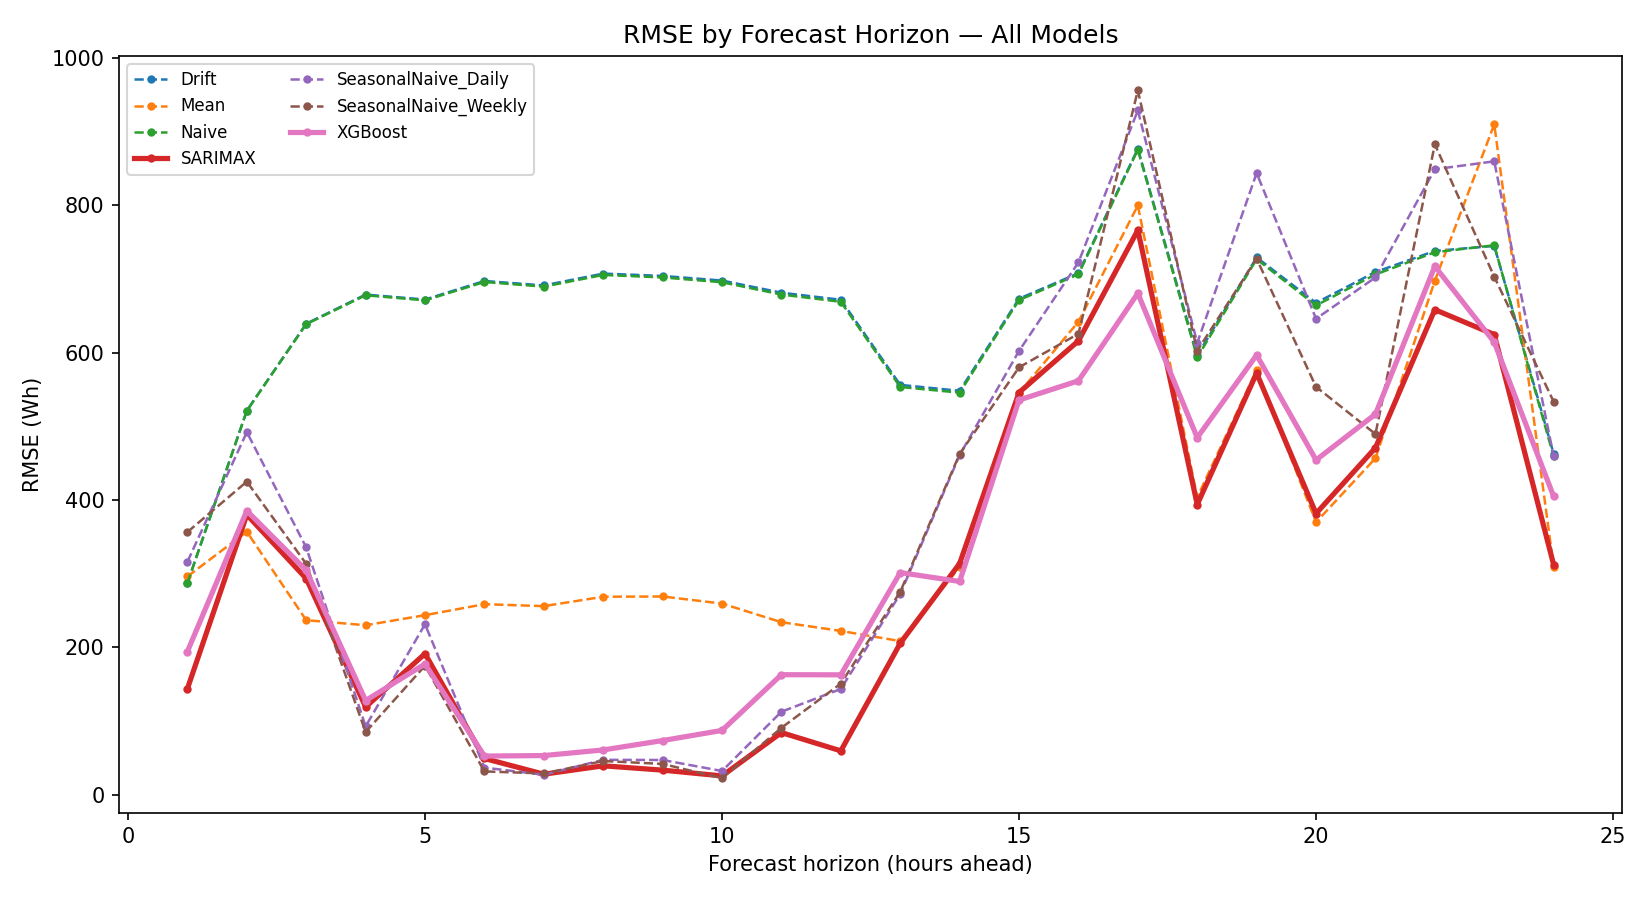 RMSE by Forecast Horizon — All Models
Drift
Mean
Naive
SARIMAX
SeasonalNaive_Daily
SeasonalNaive_Weekly
XGBoost
1000
800
600
400
200
0
RMSE (Wh)
0 5 10 15 20 25
Forecast horizon (hours ahead)